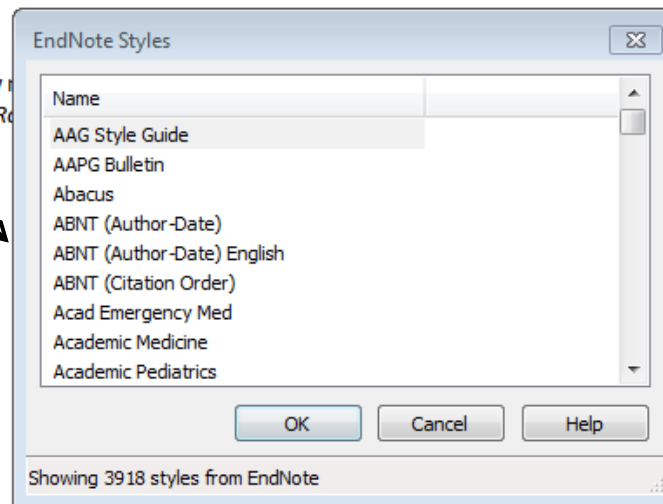 EndNote Styles
Name
AAG Style Guide
AAPG Bulletin
Abacus
ABNT (Author-Date)
ABNT (Author-Date) English
ABNT (Citation Order)
Acad Emergency Med
Academic Medicine
Academic Pediatrics
OK Cancel Help
Showing 3918 styles from EndNote